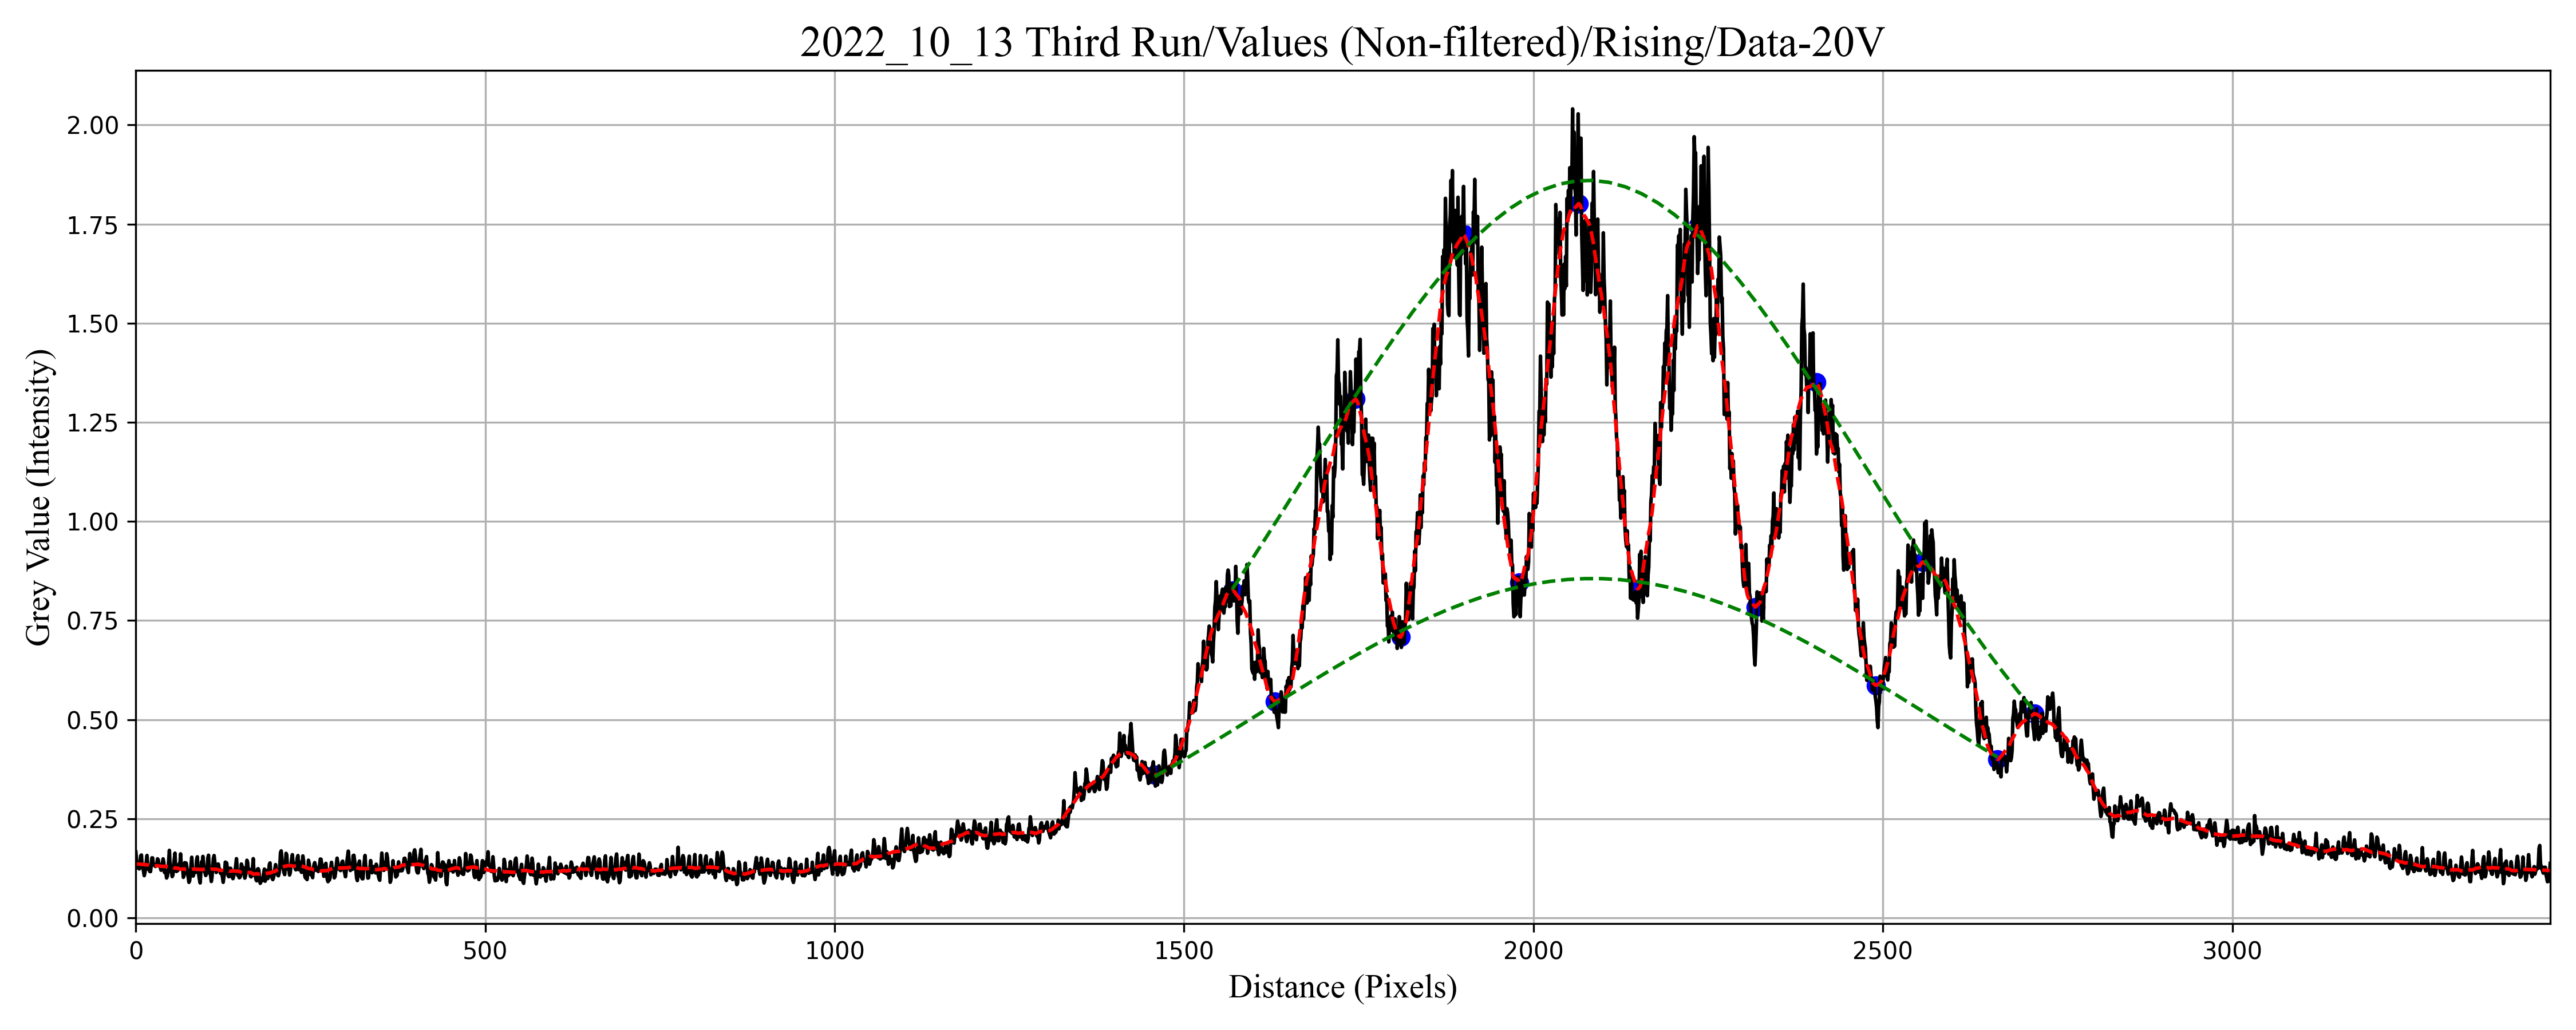 2022_10_13 Third Run/Values (Non-filtered)/Rising/Data-20V
Grey Value (Intensity)
2.00
1.75
1.50
1.25
1.00
0.75
0.50
0.25
0.00
0 500 1000 1500 2000 2500 3000
Distance (Pixels)